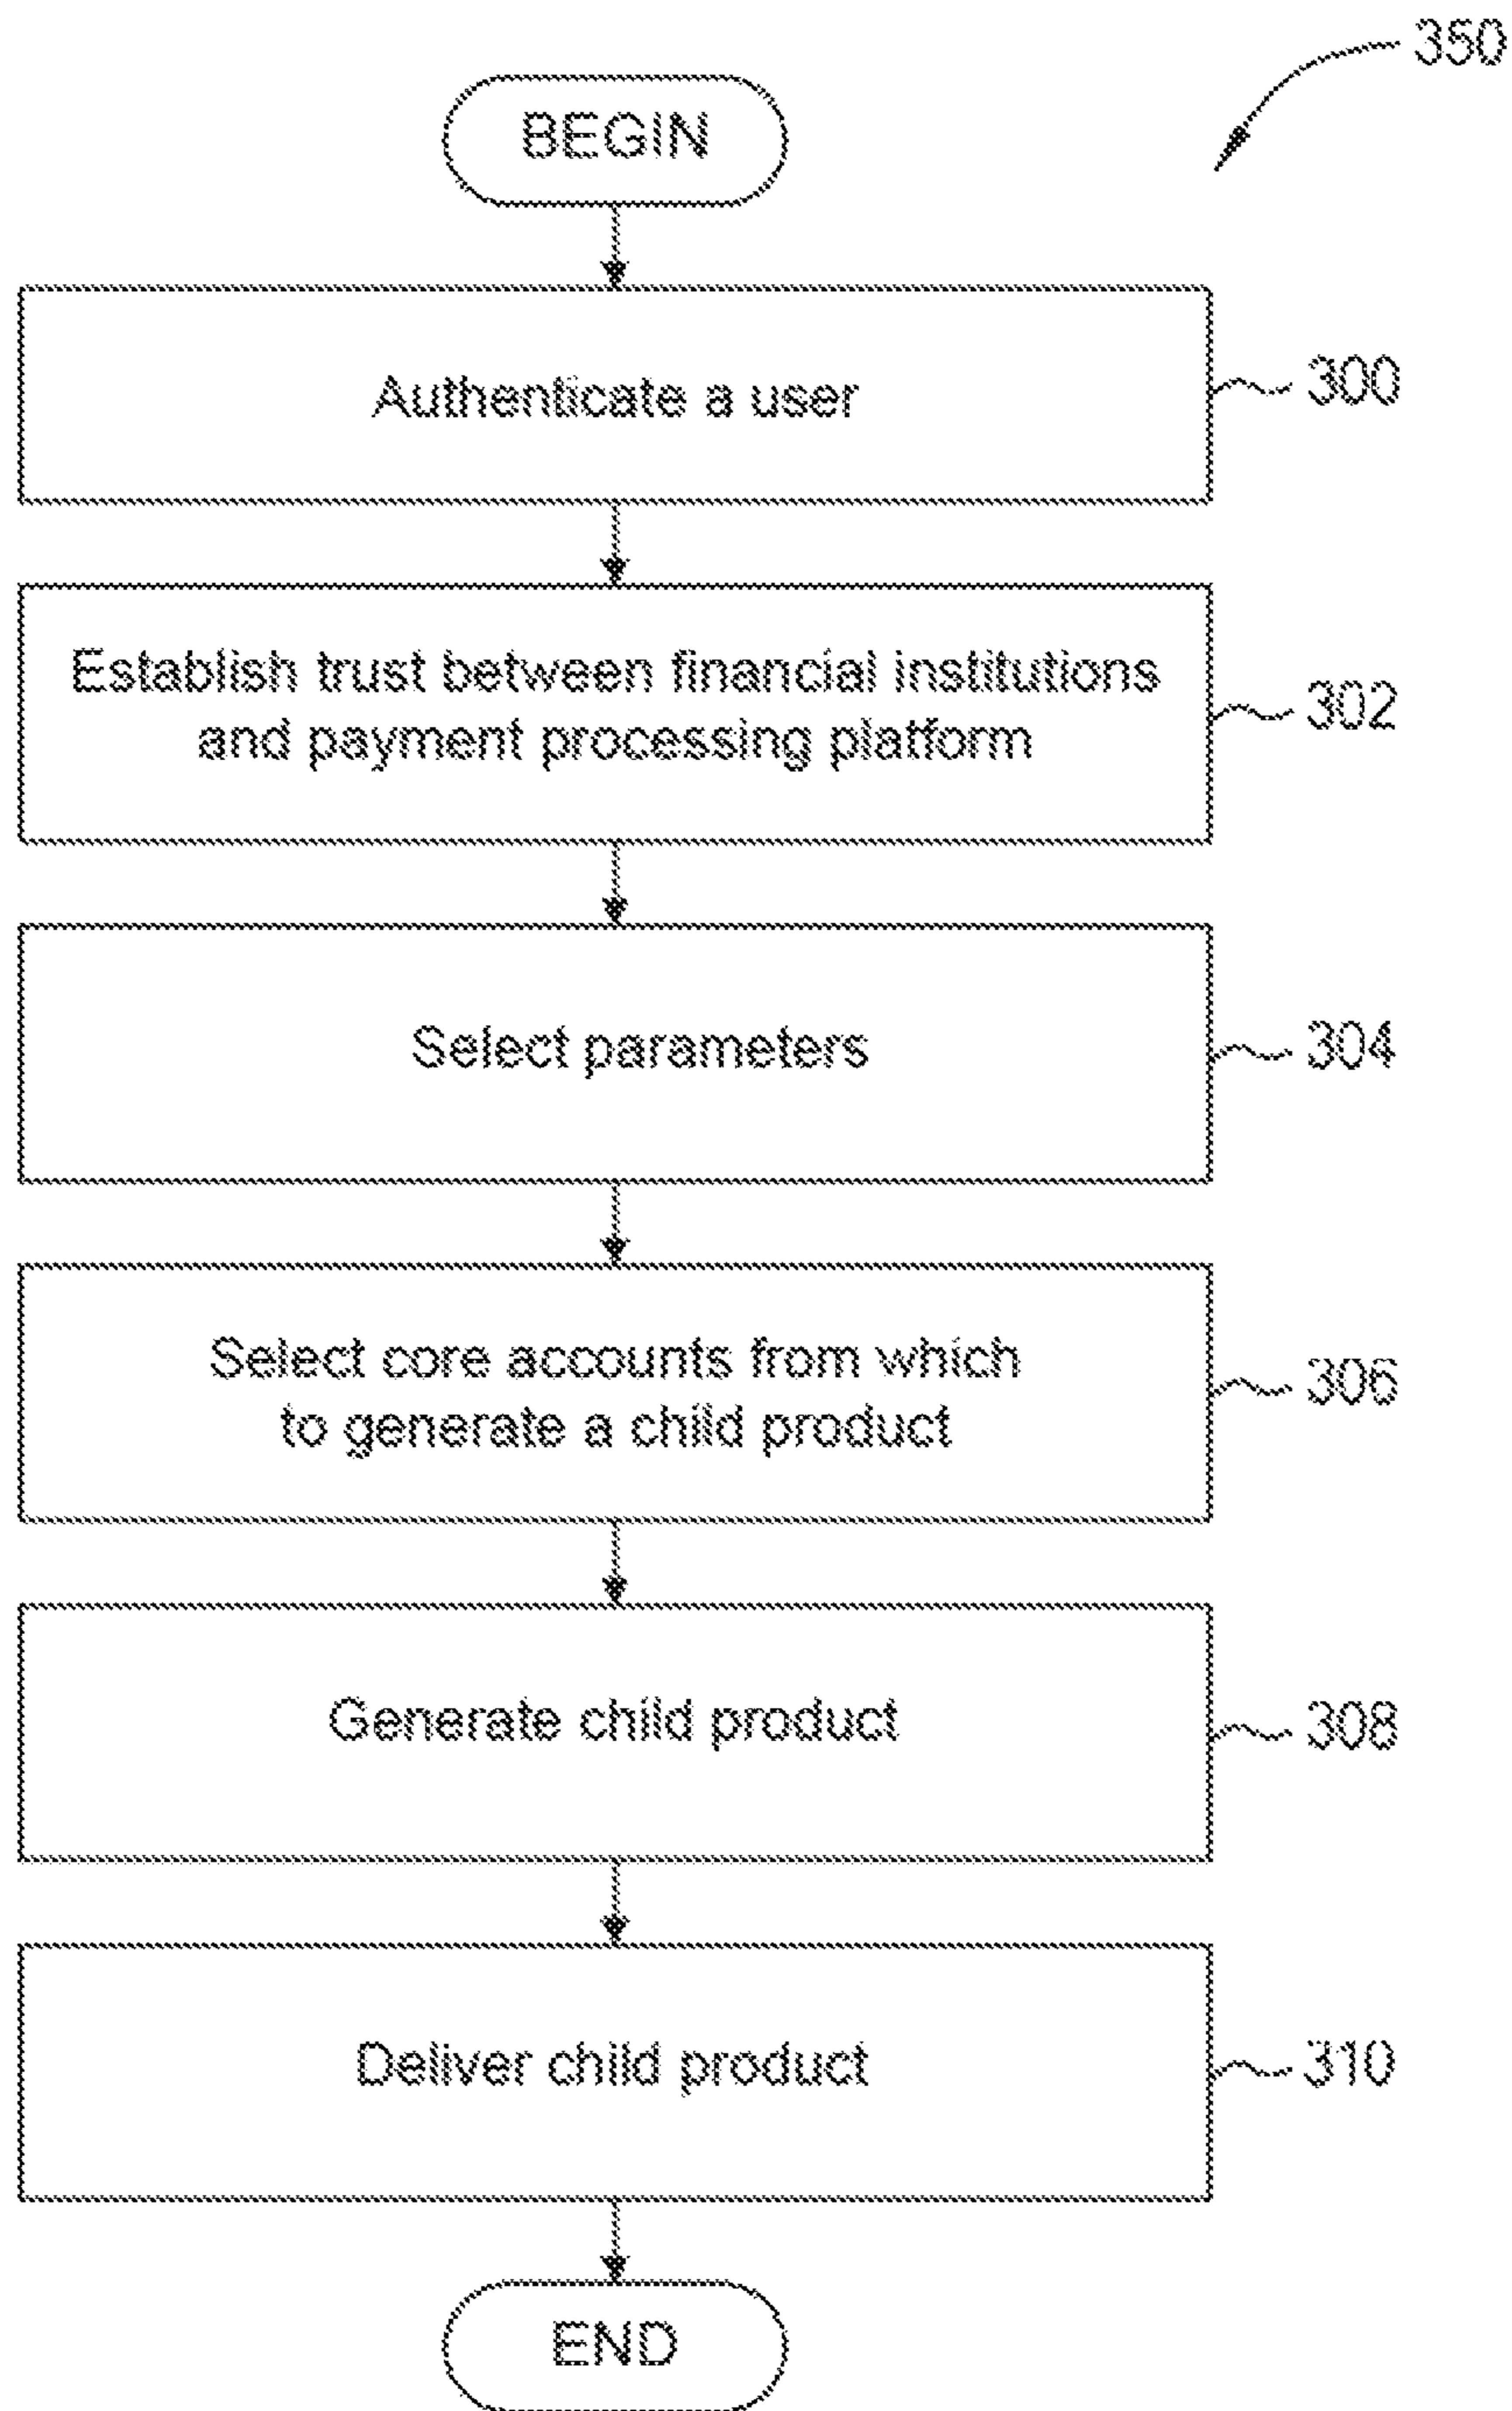 350
BEGIN
Authenticate a user
300
Establish trust between financial institutions
and payment processing platform
302
Select parameters
304
Select core accounts from which
to generate a child product
306
Generate child product
308
Deliver child product
310
END